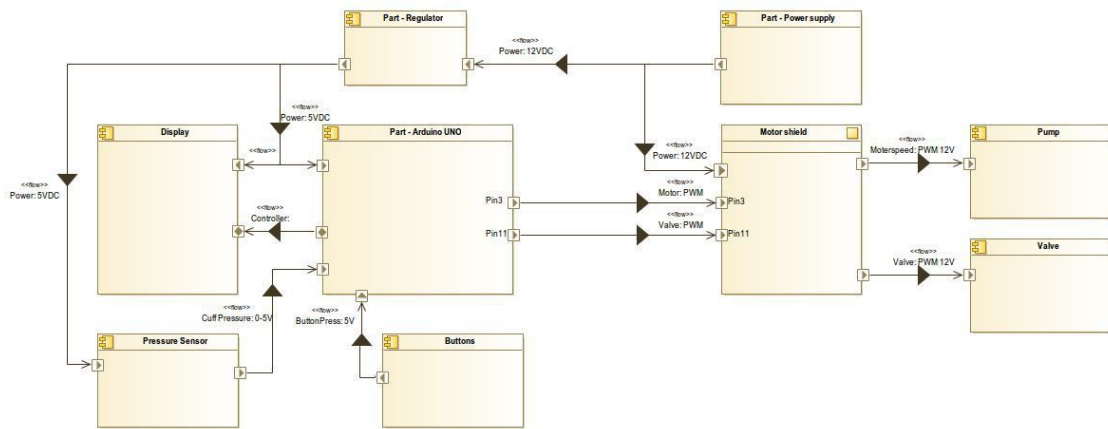 Part - Regulator
Part - Power supply
<<flow>>
Power: 12VDC
<<flow>>
Power: 5VDC
Display
Part - Arduino UNO
Motor shield
Pump
<<flow>>
<<flow>>
Power: 12VDC
<<flow>>
Moterspeed: PWM 12V
<<flow>>
Power: 5VDC
<<flow>>
Motor: PWM
Pin3
Pin3
<<flow>>
Controller:
<<flow>>
Valve: PWM
Pin11
Pin11
Valve
<<flow>>
Valve: PWM 12V
<<flow>>
Cuff Pressure: 0-5V
<<flow>>
ButtonPress: 5V
Pressure Sensor
Buttons